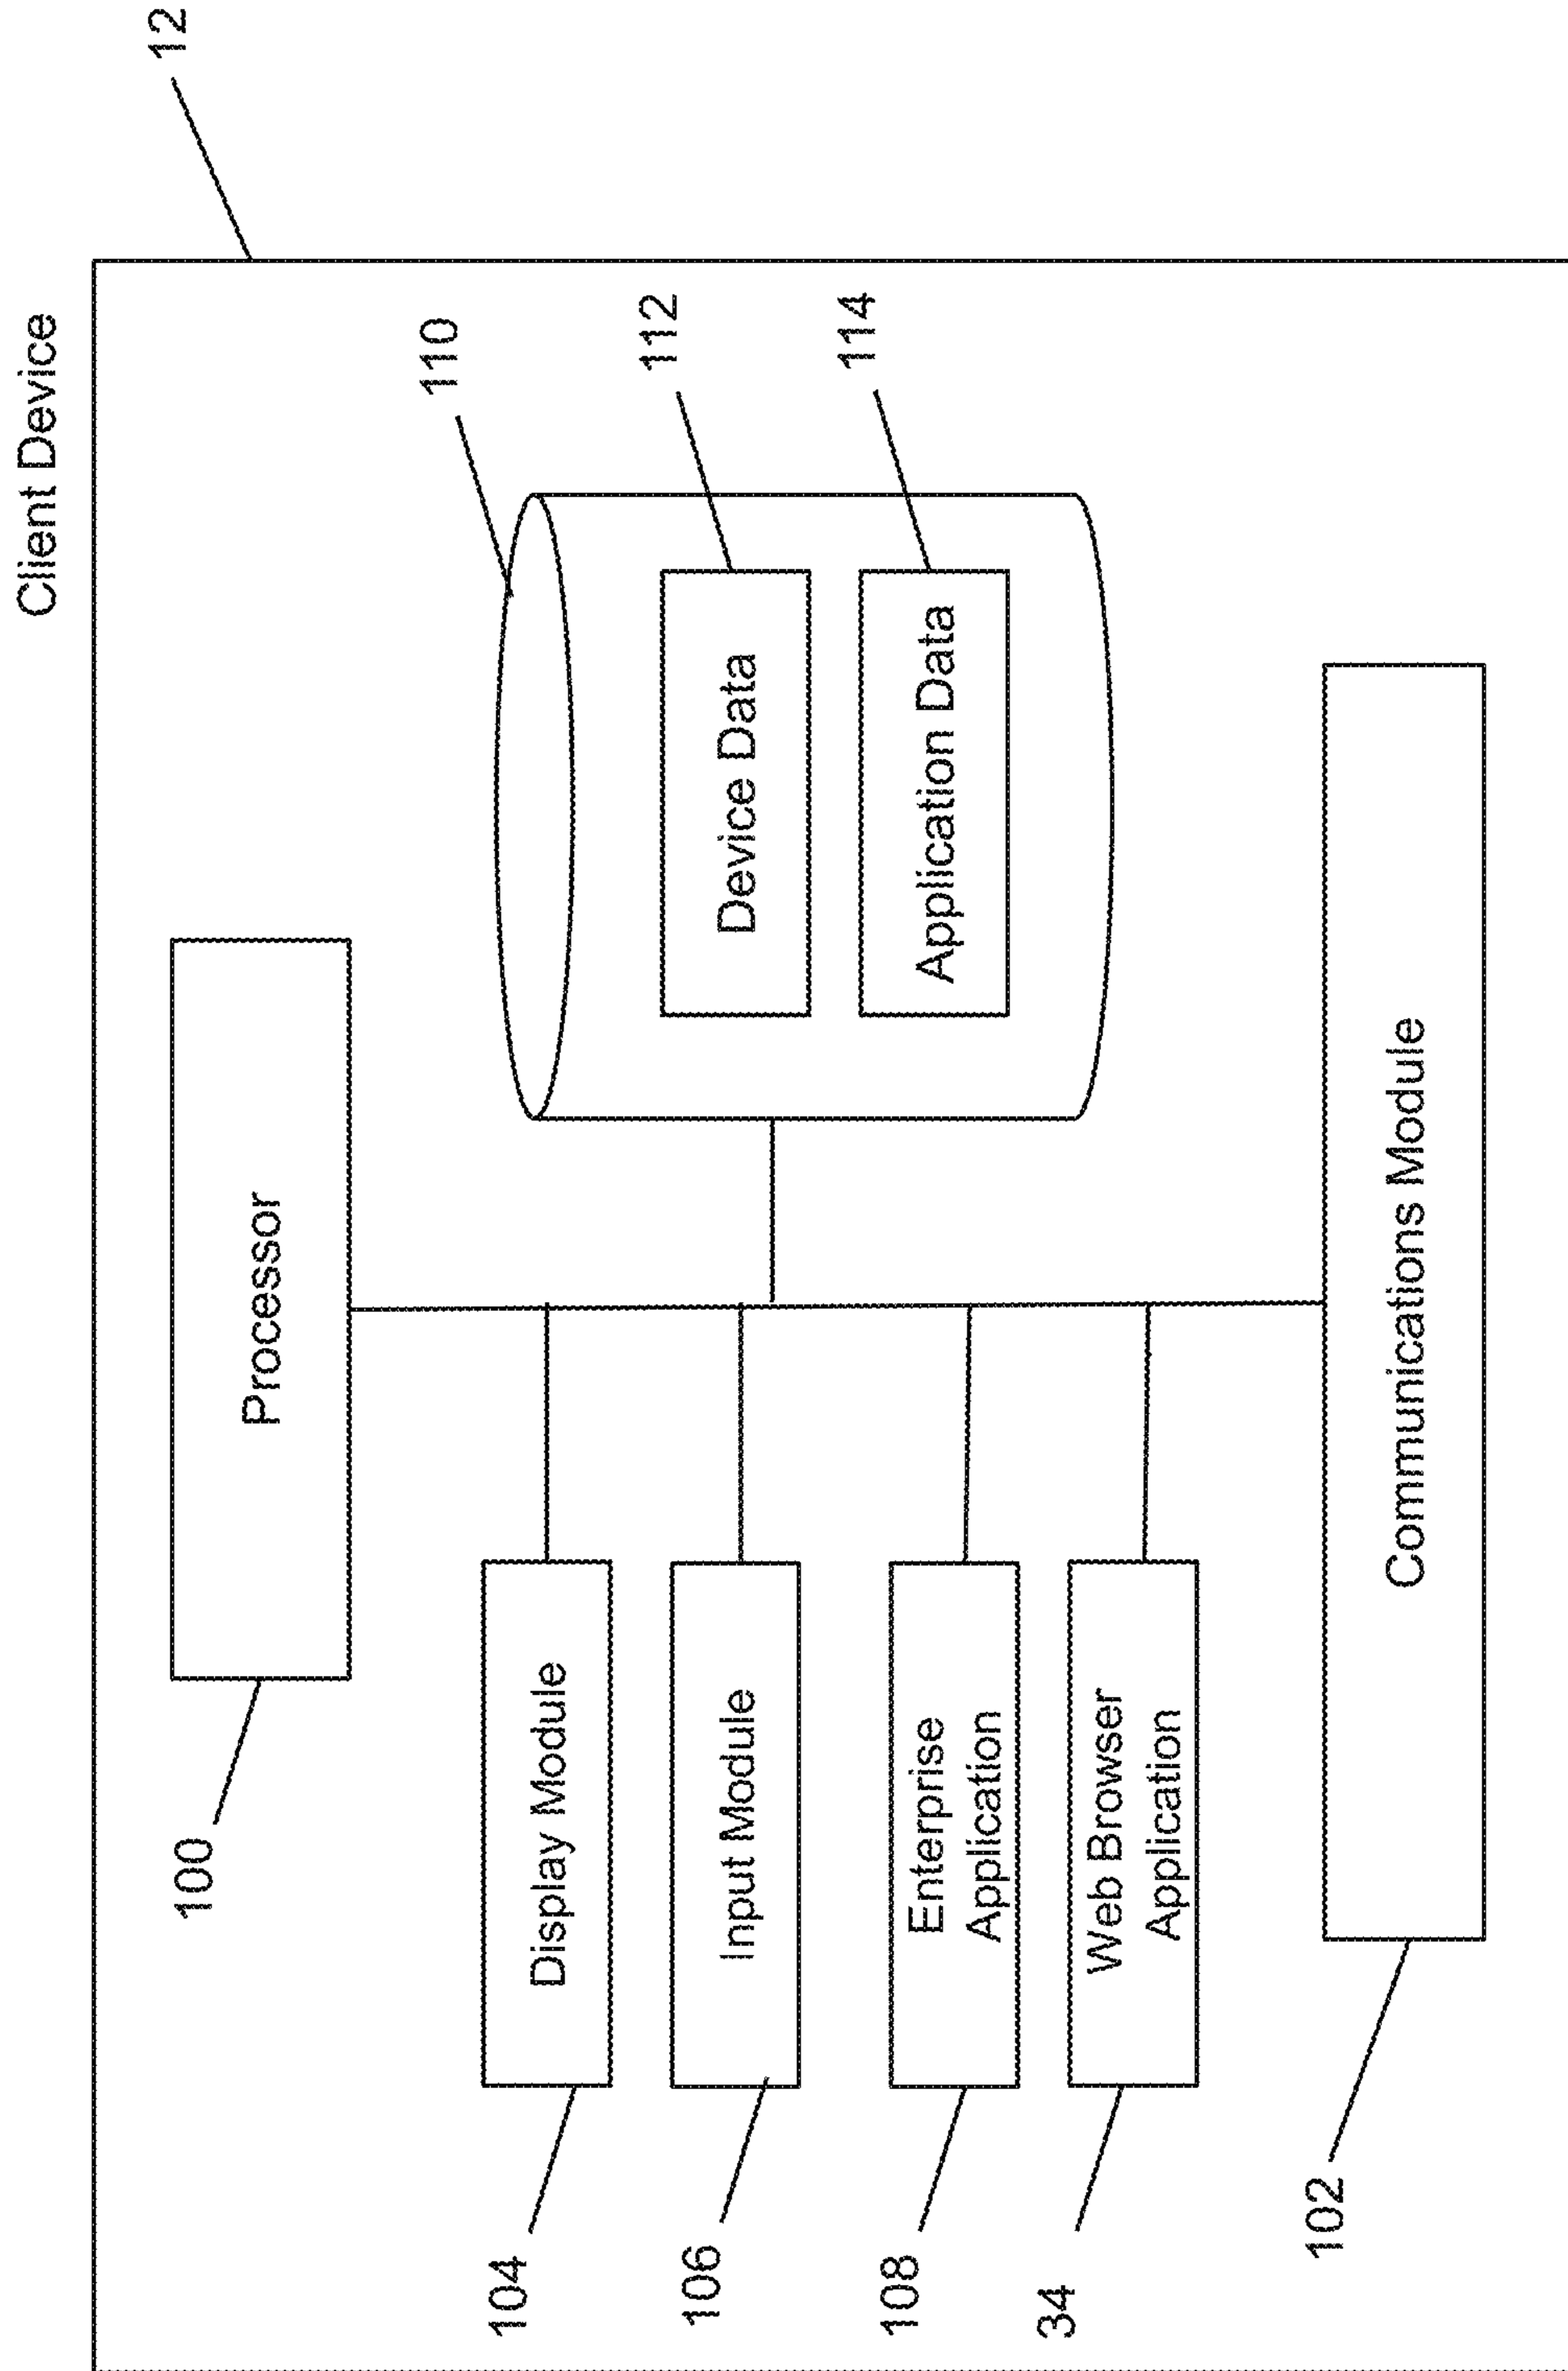 Client Device
12
Processor
100
110
Display Module
104
Device Data
112
Input Module
106
Application Data
114
Enterprise
Application
108
Web Browser
Application
34
Communications Module
102